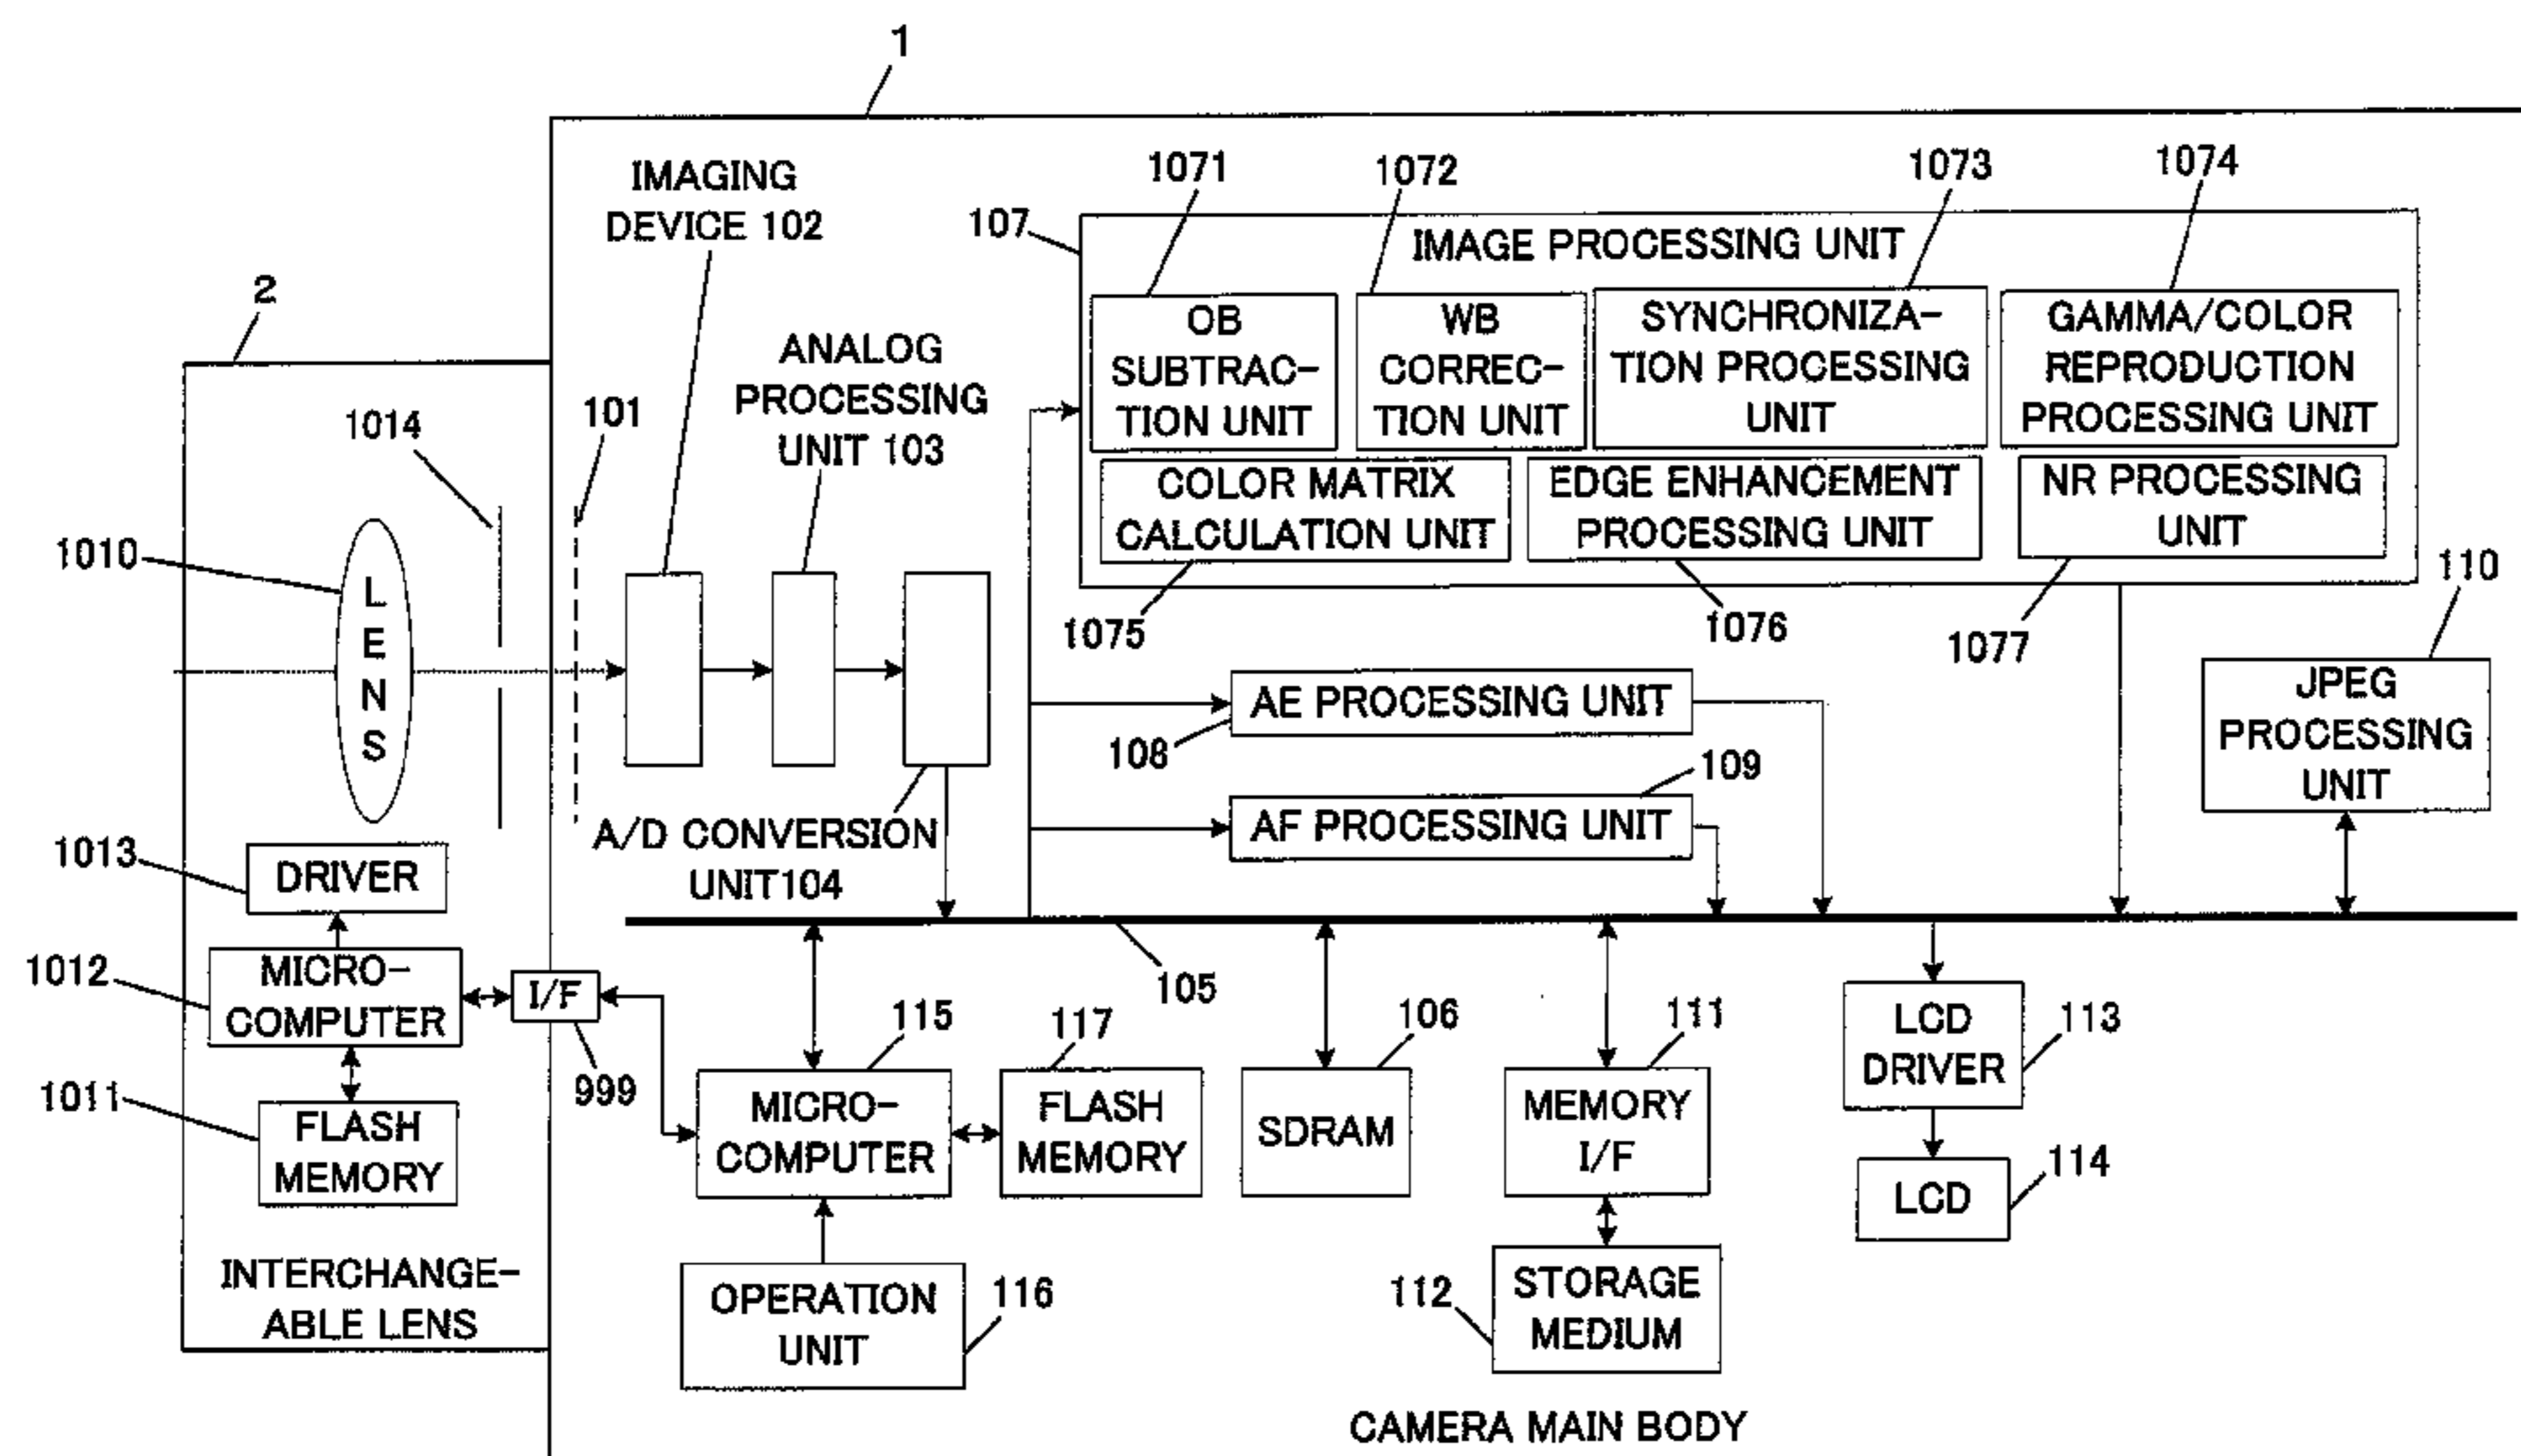 1
2
IMAGING
DEVICE 102
ANALOG
PROCESSING
UNIT 103
1014
101
1010
LENS
A/D CONVERSION
UNIT104
107
1071
1072
1073
1074
IMAGE PROCESSING UNIT
OB
SUBTRAC-
TION UNIT
WB
CORREC-
TION UNIT
SYNCHRONIZA-
TION PROCESSING
UNIT
GAMMA/COLOR
REPRODUCTION
PROCESSING UNIT
COLOR MATRIX
CALCULATION UNIT
EDGE ENHANCEMENT
PROCESSING UNIT
NR PROCESSING
UNIT
1075
1076
1077
110
JPEG
PROCESSING
UNIT
AE PROCESSING UNIT
108
109
AF PROCESSING UNIT
1013
DRIVER
1012
MICRO-
COMPUTER
I/F
999
1011
FLASH
MEMORY
INTERCHANGE-
ABLE LENS
105
115
MICRO-
COMPUTER
117
FLASH
MEMORY
106
SDRAM
111
MEMORY
I/F
LCD
DRIVER
113
LCD
114
OPERATION
UNIT
116
112
STORAGE
MEDIUM
CAMERA MAIN BODY